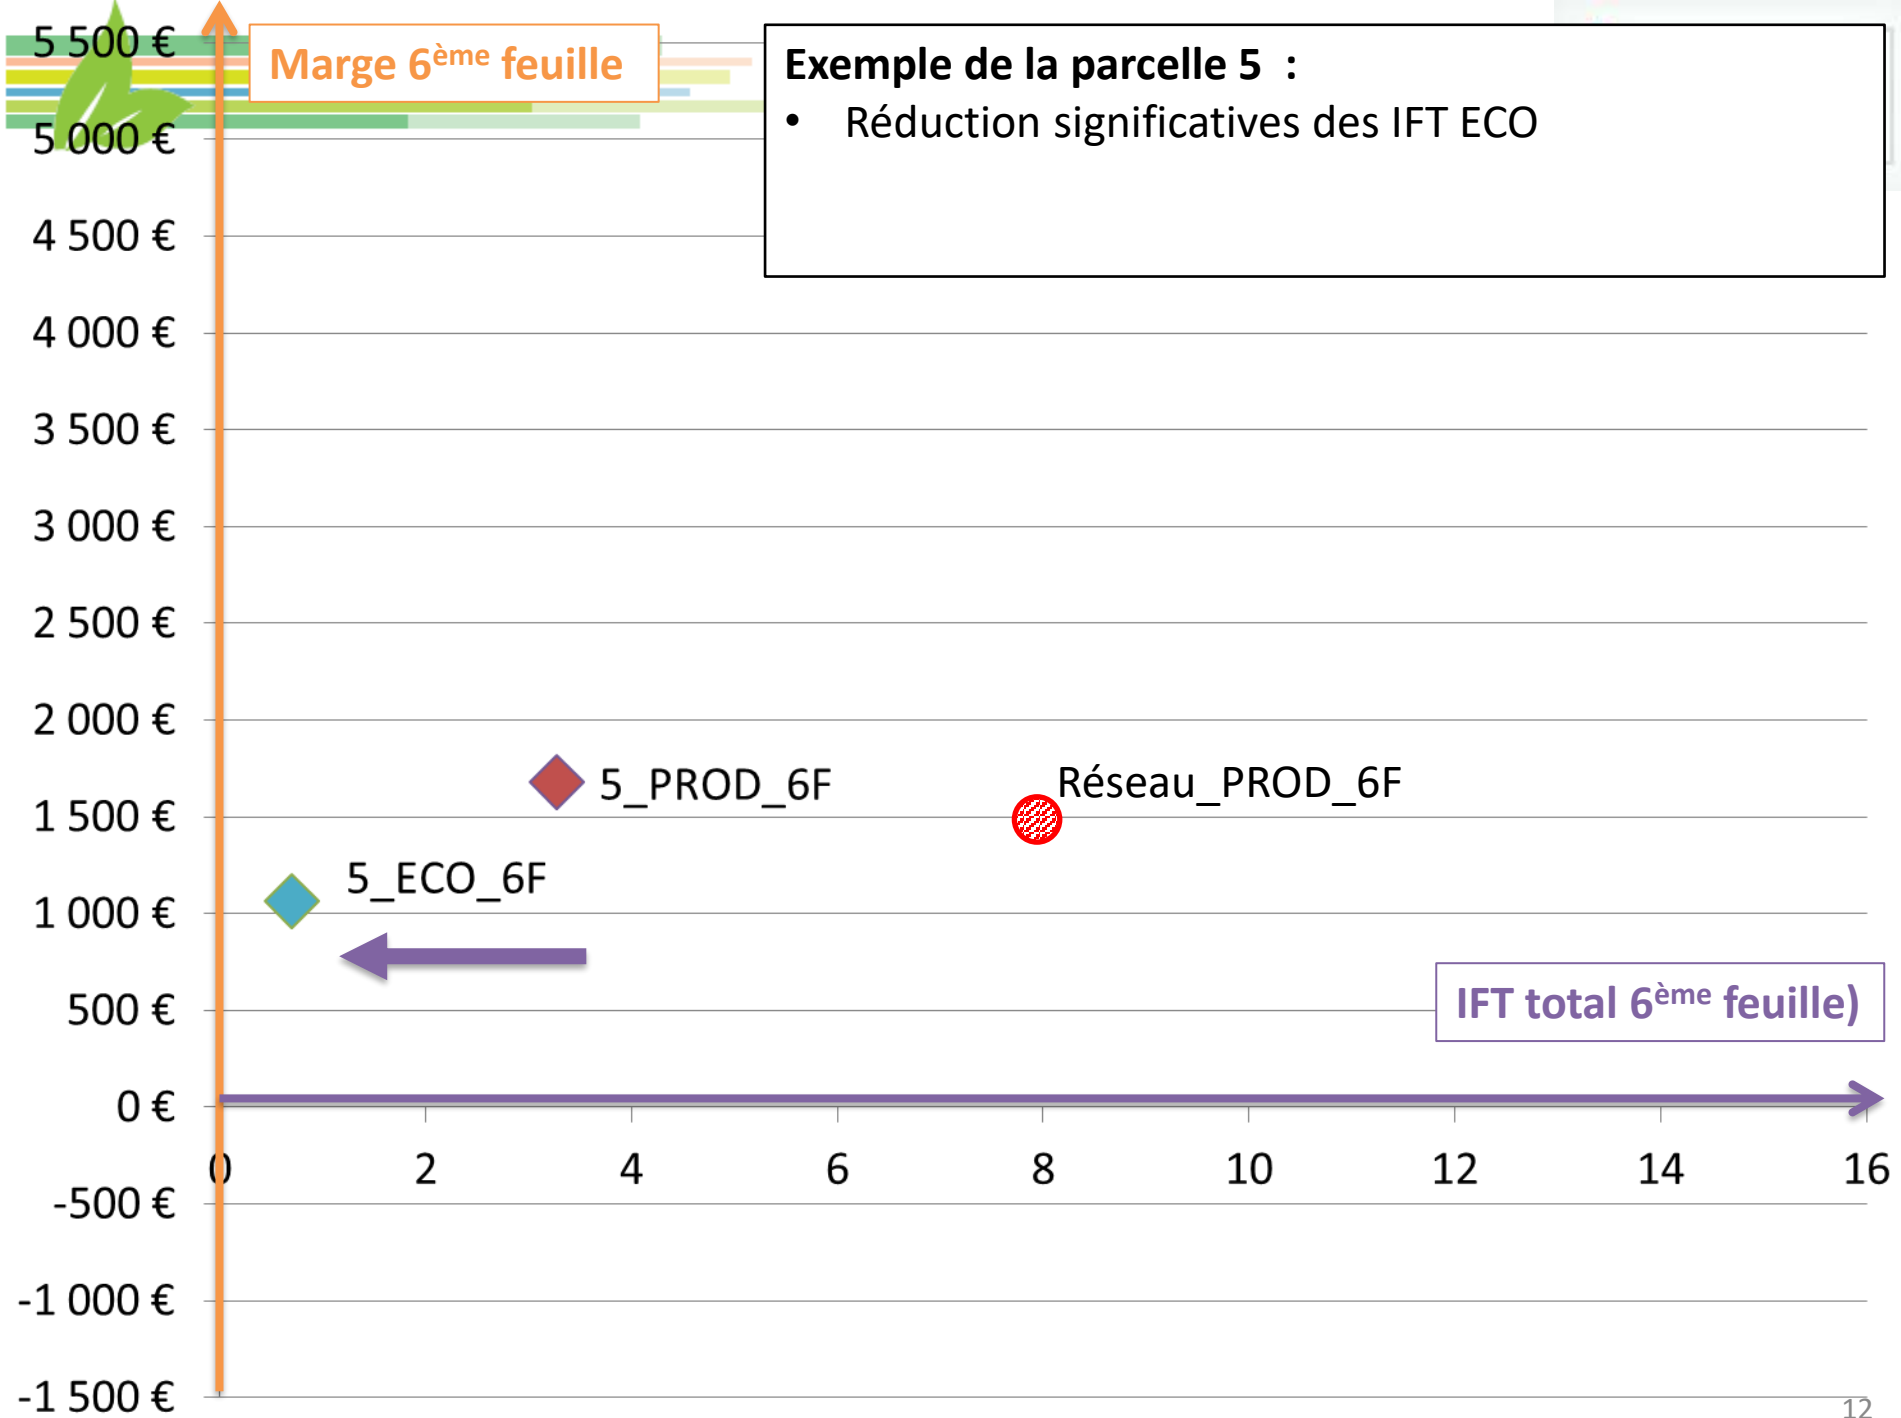 Marge 6ème feuille
Exemple de la parcelle 5 :
• Réduction significatives des IFT ECO
5 500 €
5 000 €
4 500 €
4 000 €
3 500 €
3 000 €
2 500 €
2 000 €
1 500 €
1 000 €
500 €
0 €
-500 €
-1 000 €
-1 500 €
5_PROD_6F
Réseau_PROD_6F
5_ECO_6F
IFT total 6ème feuille)
0 2 4 6 8 10 12 14 16
12